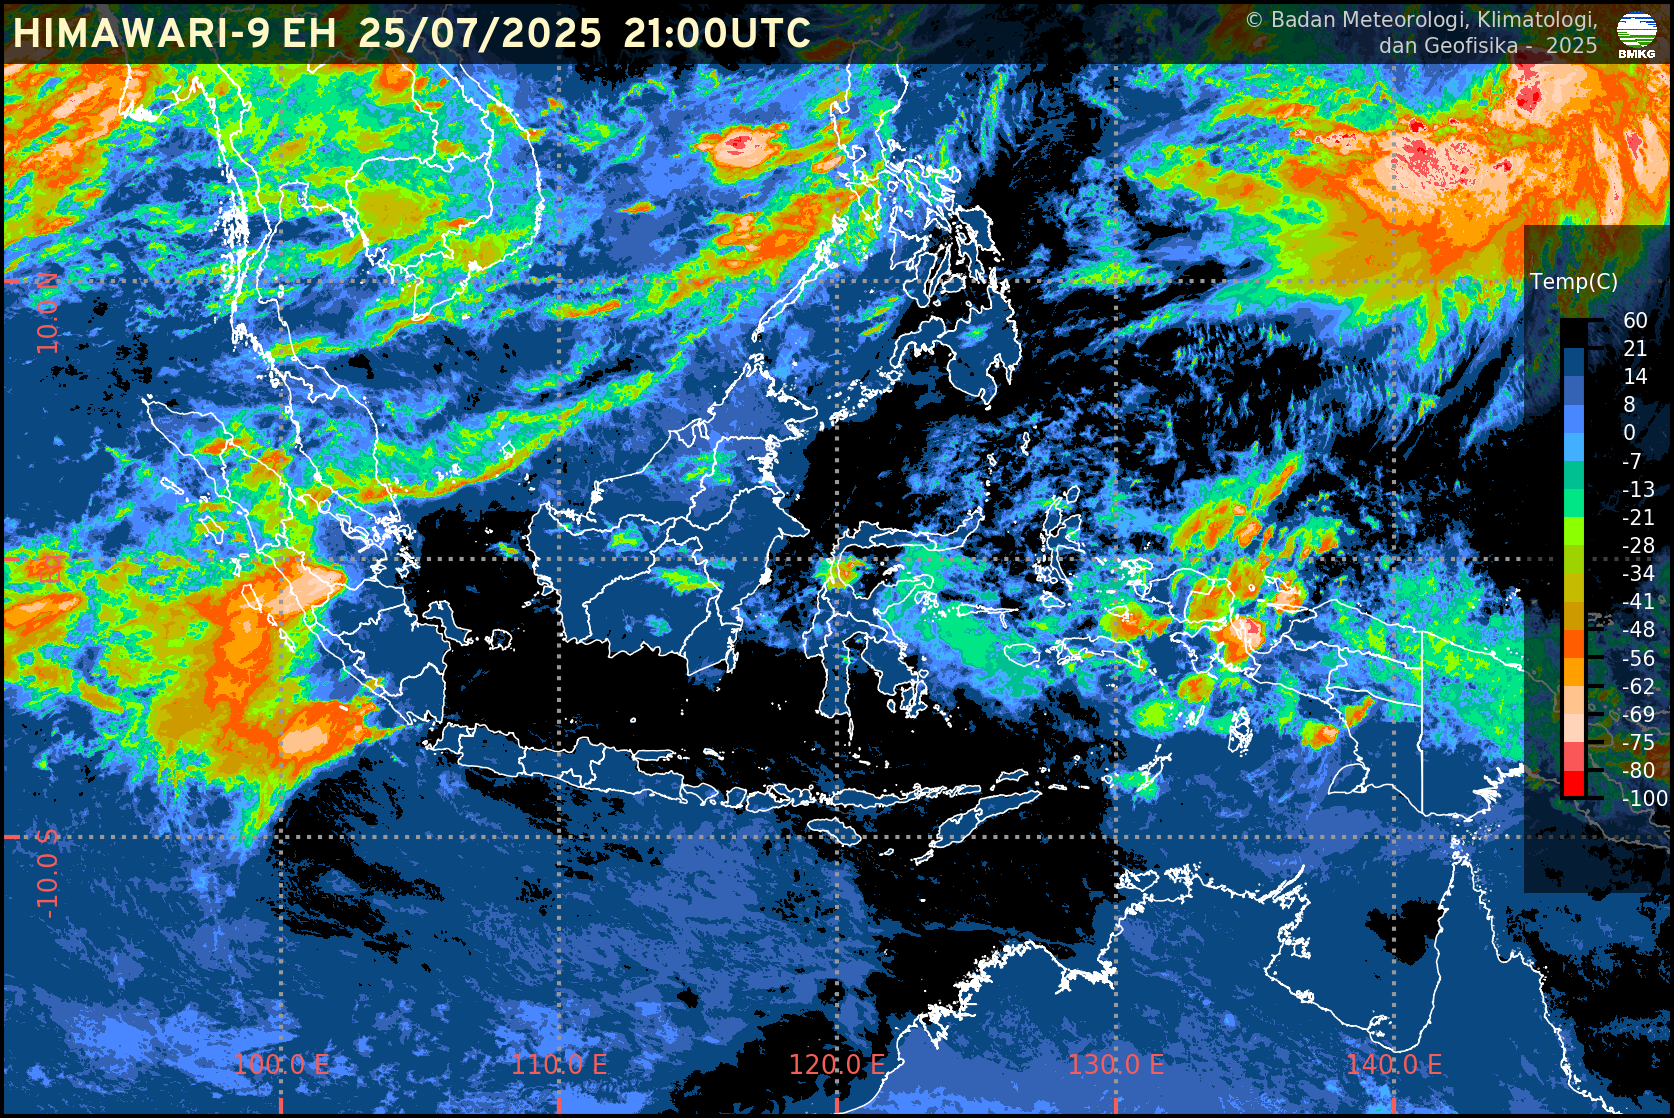 HIMAWARI-9 EH 25/07/2025 21:00UTC
© Badan Meteorologi, Klimatologi,
dan Geofisika - 2025
BMKG
Temp(C)
60
21
14
8
0
-7
-13
-21
-28
-34
-41
-48
-56
-62
-69
-75
-80
-100
10.0 N
-10.0 S
100.0 E
110.0 E
120.0 E
130.0 E
140.0 E